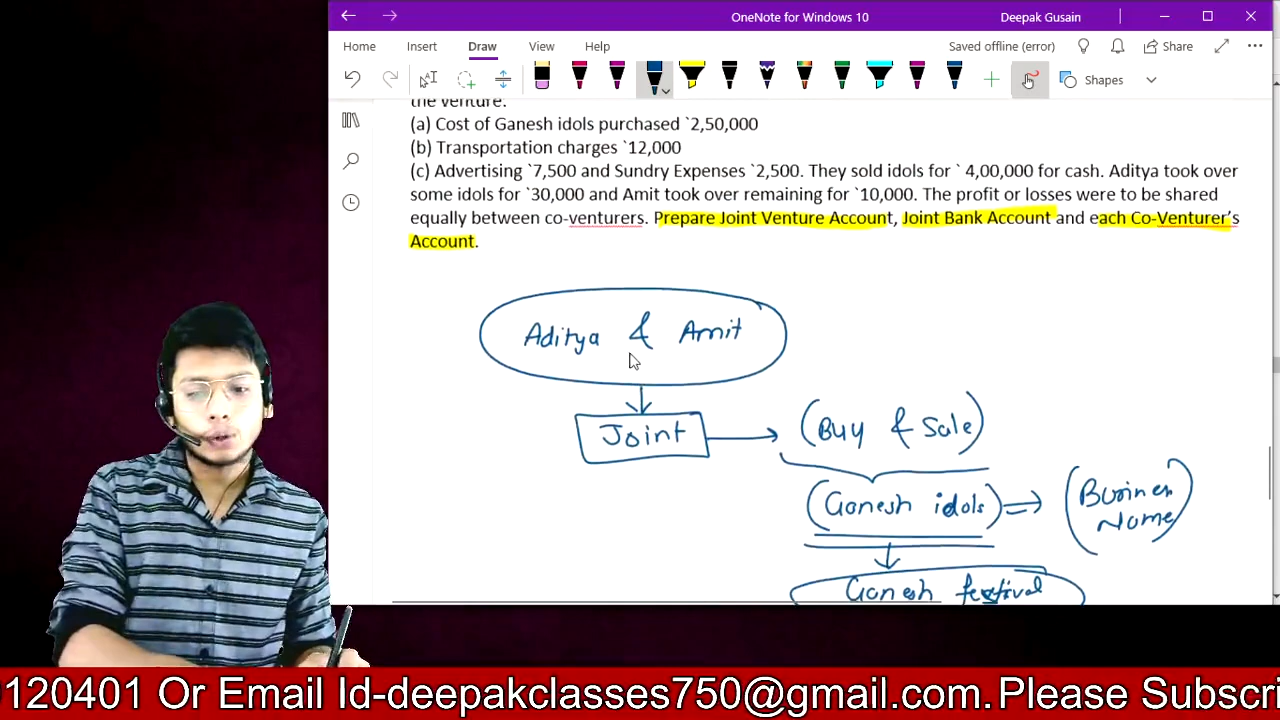 OneNote for Windows 10
Deepak Gusain
Home Insert Draw View Help
Saved offline (error)
Share
Shapes
the venture.
(a) Cost of Ganesh idols purchased `2,50,000
(b) Transportation charges `12,000
(c) Advertising `7,500 and Sundry Expenses `2,500. They sold idols for ` 4,00,000 for cash. Aditya took over
some idols for `30,000 and Amit took over remaining for `10,000. The profit or losses were to be shared
equally between co-venturers. Prepare Joint Venture Account, Joint Bank Account and each Co-Venturer's
Account.
Aditya & Amit
Joint
(Buy & Sale)
(Ganesh idols)
(Business
Name)
Ganesh festival
120401 Or Email Id-deepakclasses750@gmail.com. Please Subscri